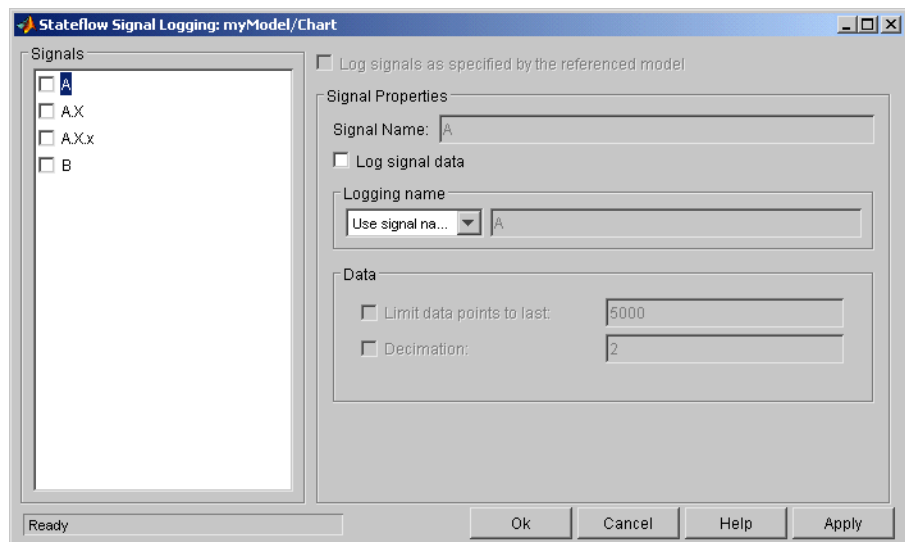 Stateflow Signal Logging: myModel/Chart
Signals
A
A.X
A.X.x
B
Log signals as specified by the referenced model
Signal Properties
Signal Name: A
Log signal data
Logging name
Use signal na... A
Data
Limit data points to last: 5000
Decimation: 2
Ready
Ok Cancel Help Apply